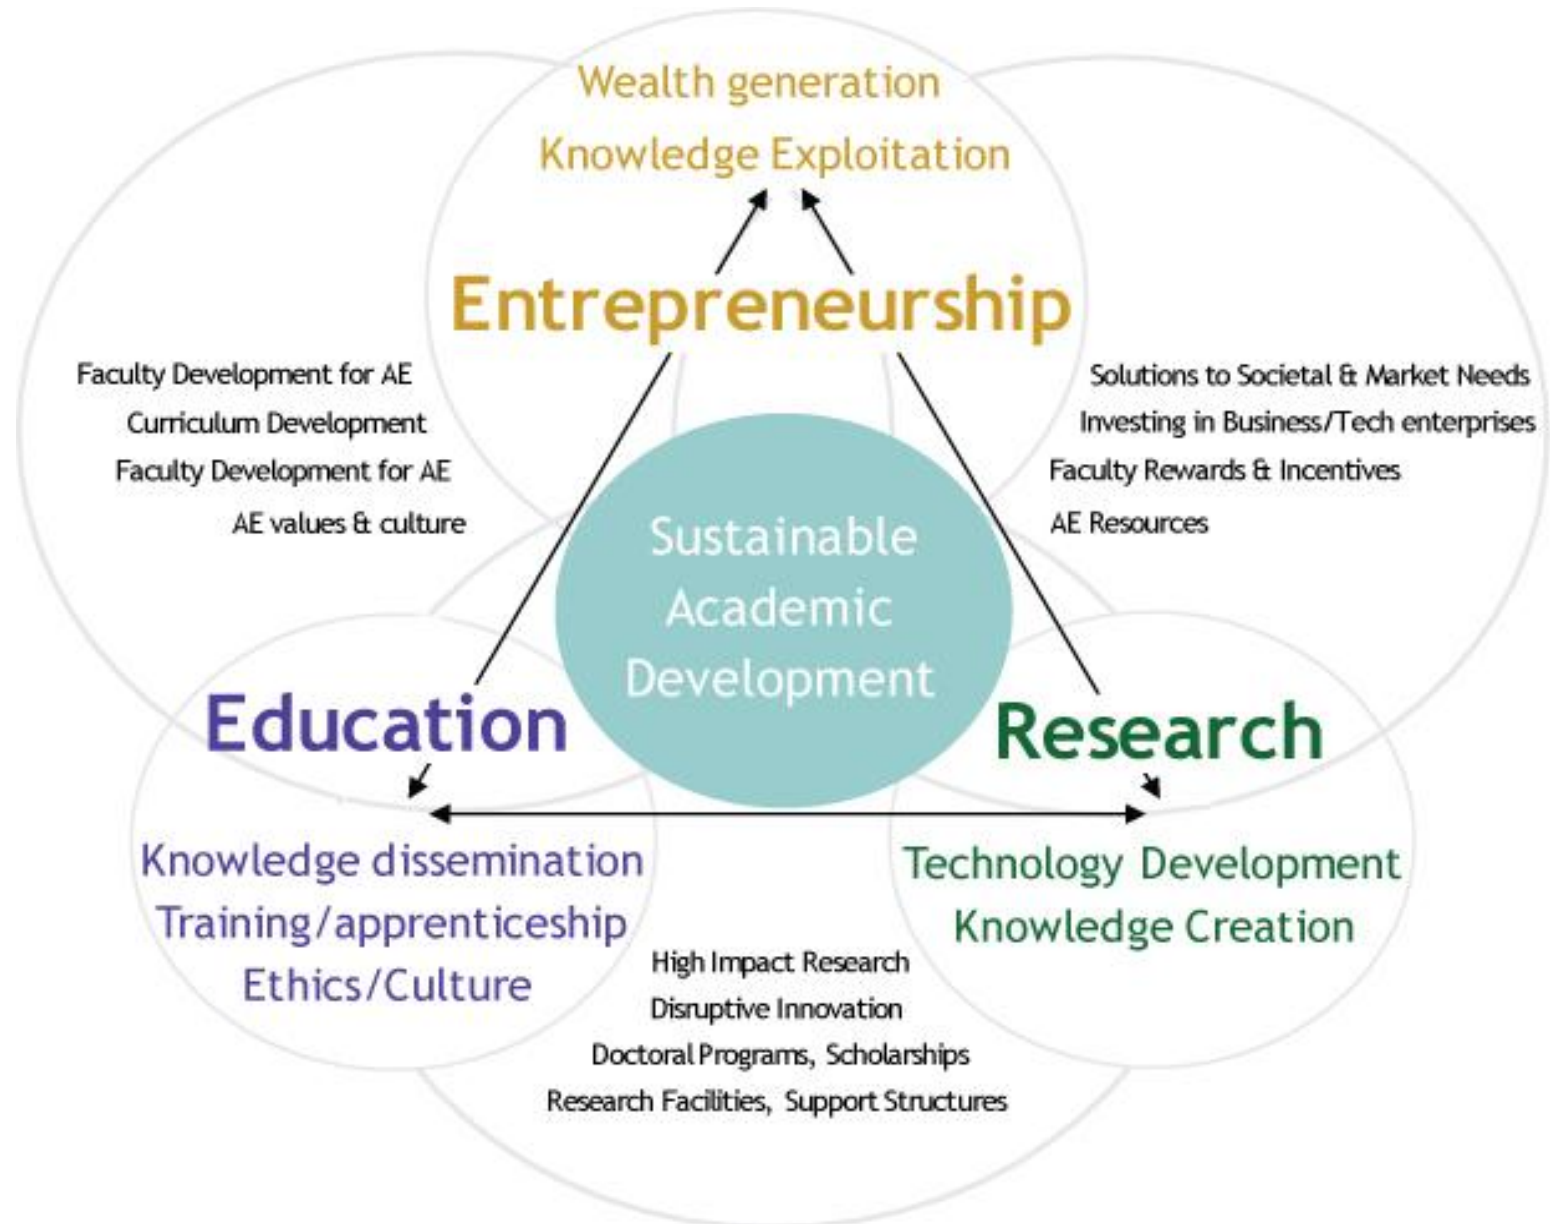 Wealth generation
Knowledge Exploitation
Entrepreneurship
Faculty Development for AE
Curriculum Development
Faculty Development for AE
AE values & culture
Solutions to Societal & Market Needs
Investing in Business/Tech enterprises
Faculty Rewards & Incentives
AE Resources
Sustainable
Academic
Development
Education
Research
Knowledge dissemination
Training/apprenticeship
Ethics/Culture
Technology Development
Knowledge Creation
High Impact Research
Disruptive Innovation
Doctoral Programs, Scholarships
Research Facilities, Support Structures